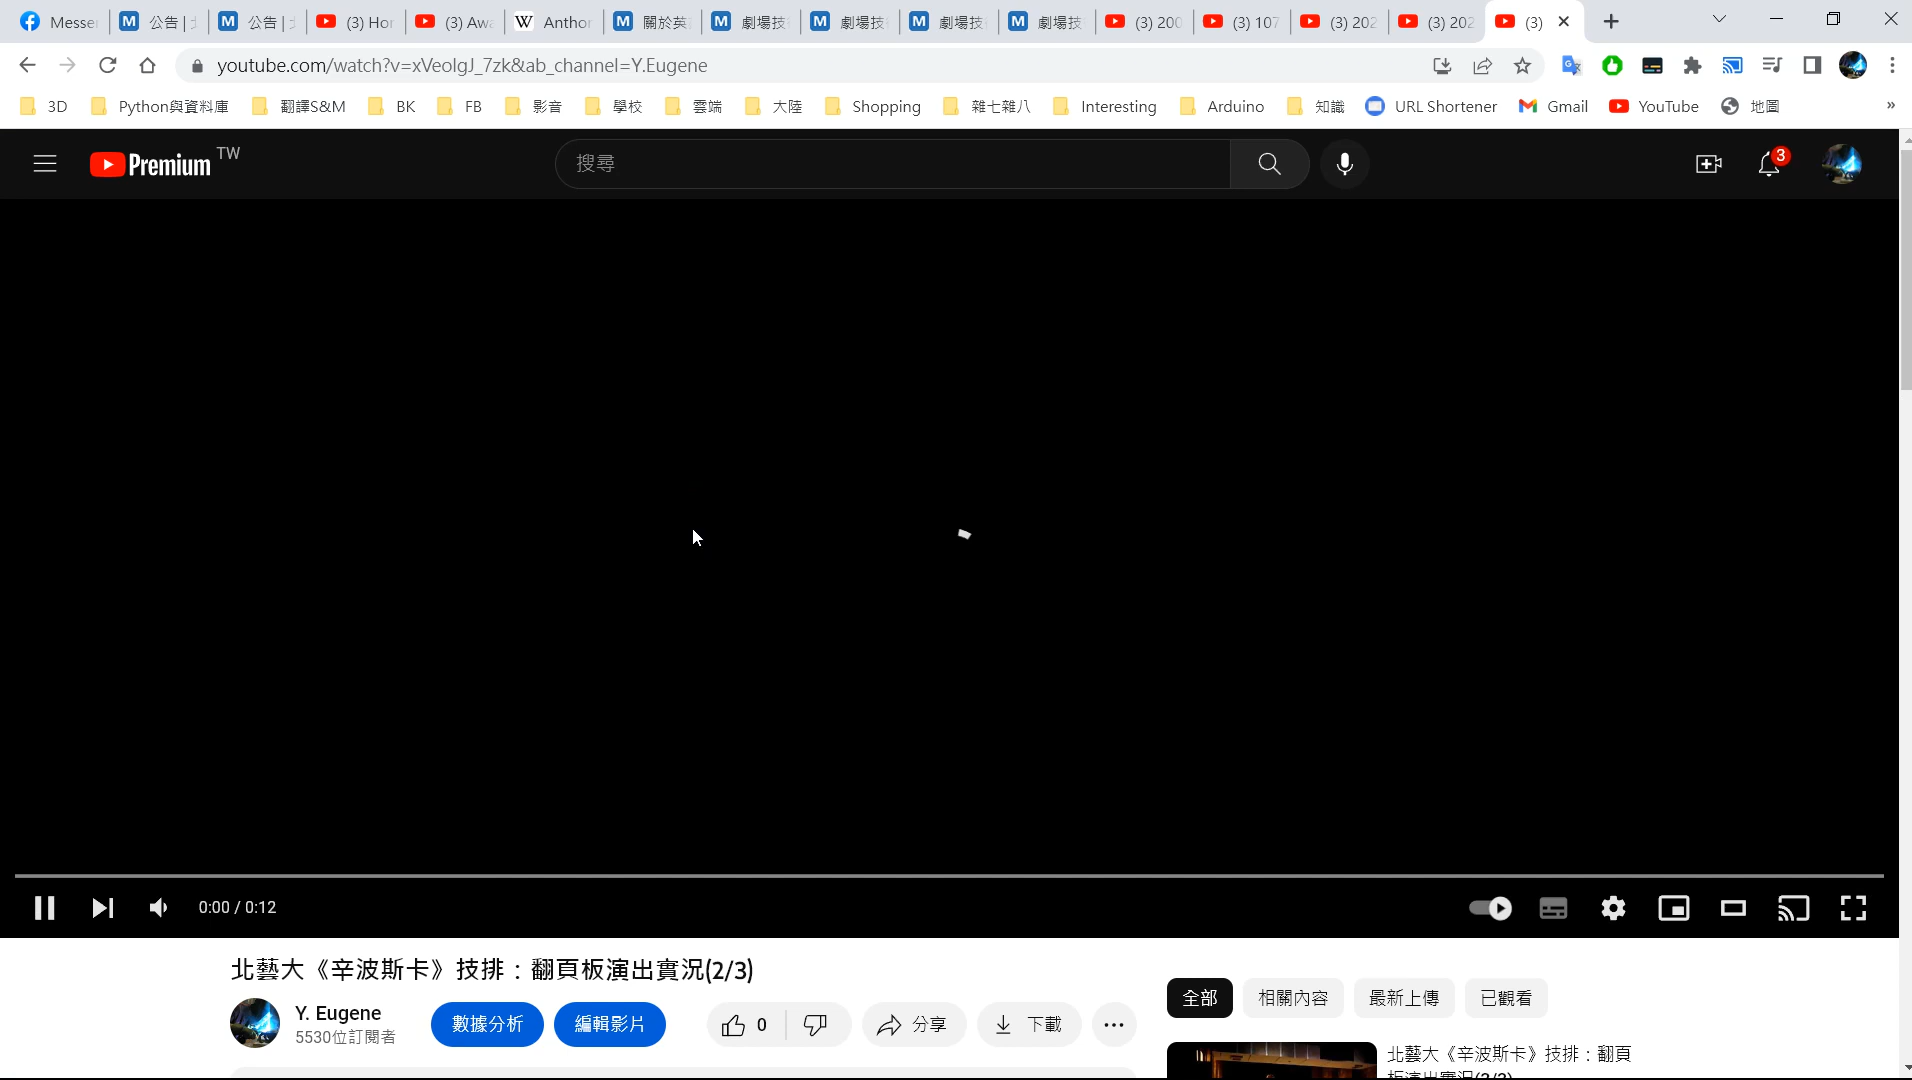 Messe 公告 | 公告 | (3) Hor (3) Awa Antho 關於英 劇場技 劇場技 劇場技 劇場技 (3) 200 (3) 107 (3) 202 (3) 202 (3)
youtube.com/watch?v=xVeolgJ_7zk&ab_channel=Y.Eugene
3D Python與資料庫 翻譯S&M BK FB 影音 學校 雲端 大陸 Shopping 雜七雜八 Interesting Arduino 知識 URL Shortener Gmail YouTube 地圖 »
Premium TW 搜尋 3
0:00 / 0:12
北藝大《辛波斯卡》技排：翻頁板演出實況(2/3)
Y. Eugene
5530位訂閱者
數據分析 編輯影片 0 分享 下載
全部 相關內容 最新上傳 已觀看
北藝大《辛波斯卡》技排：翻頁